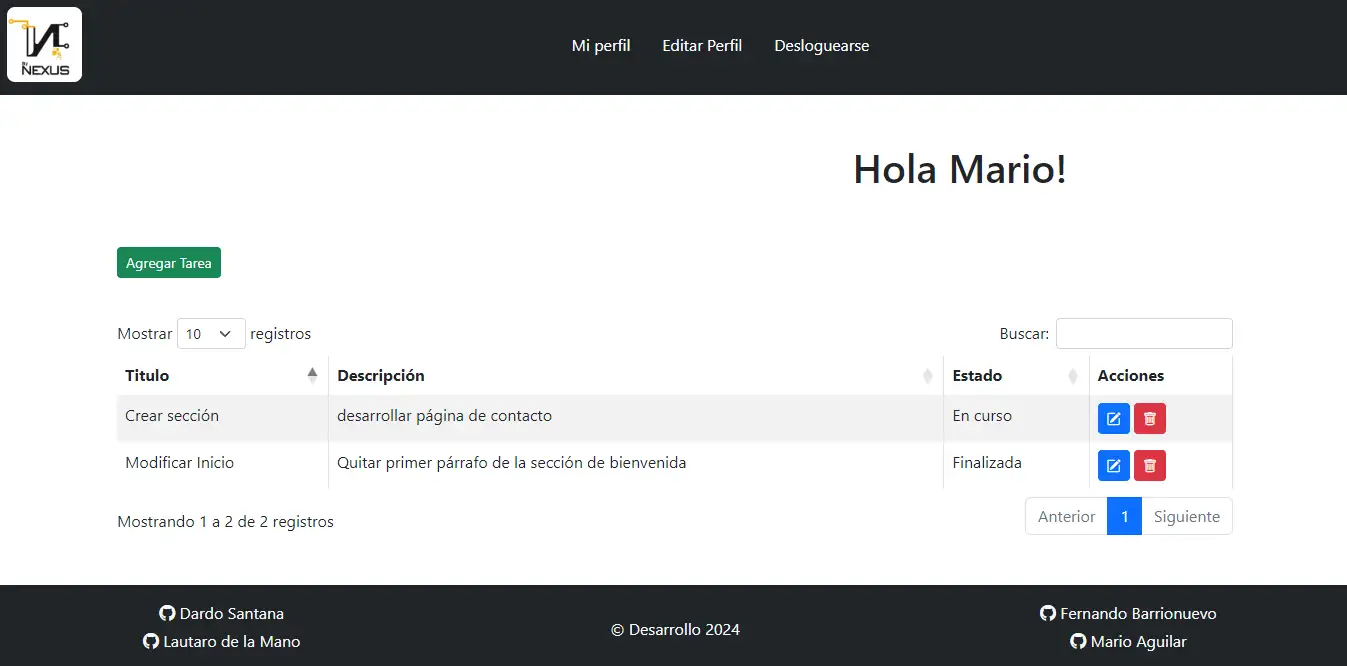 BY
NEXUS
Mi perfil Editar Perfil Desloguearse
Hola Mario!
Agregar Tarea
Mostrar 10 registros Buscar:
Titulo Descripción Estado Acciones
Crear sección desarrollar página de contacto En curso
Modificar Inicio Quitar primer párrafo de la sección de bienvenida Finalizada
Mostrando 1 a 2 de 2 registros Anterior 1 Siguiente
Dardo Santana © Desarrollo 2024 Fernando Barrionuevo
Lautaro de la Mano Mario Aguilar